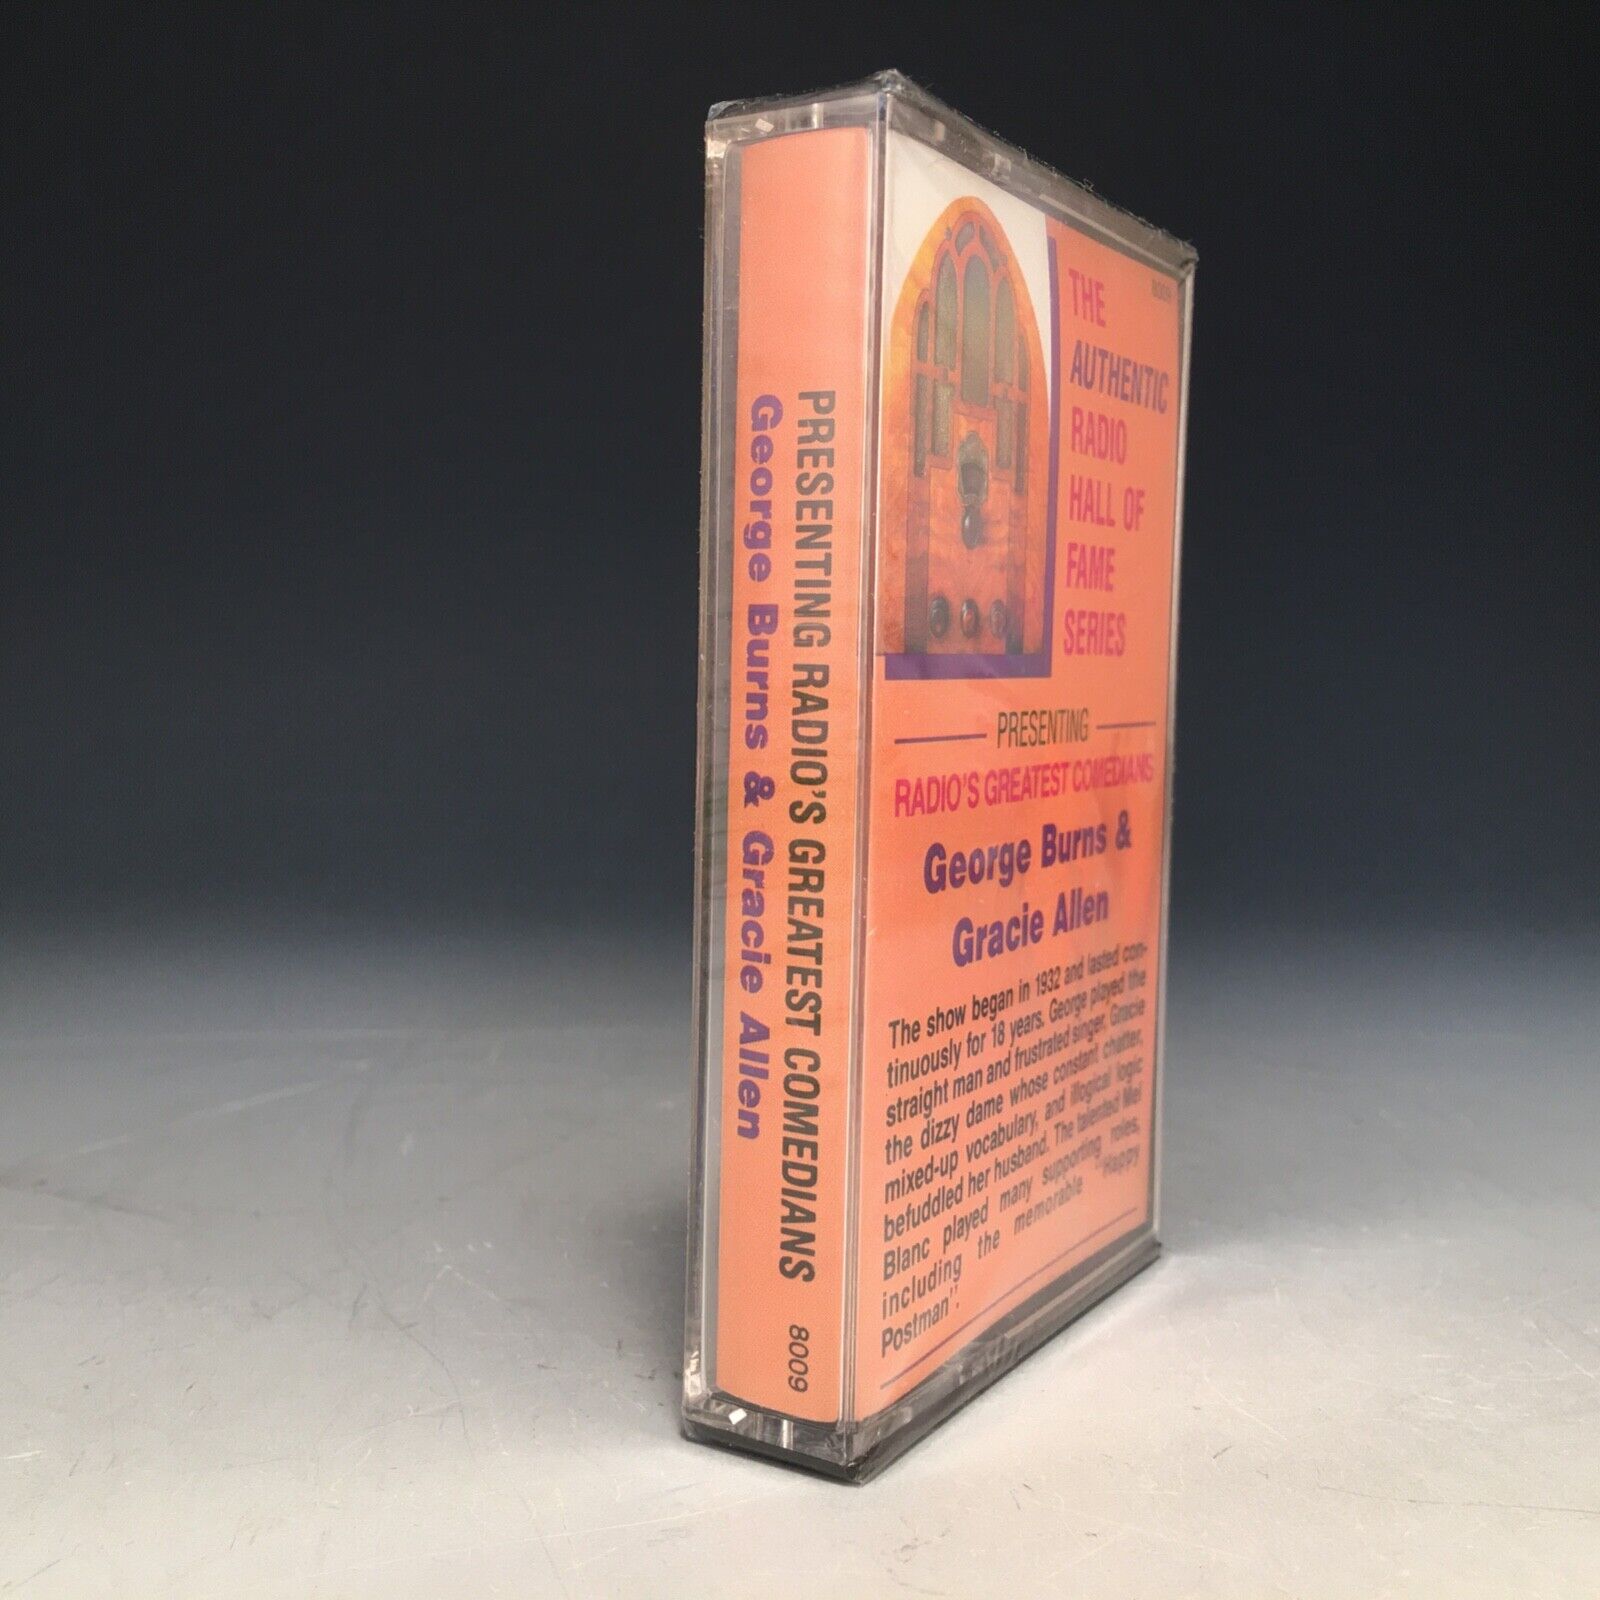 PRESENTING RADIO'S GREATEST COMEDIANS
George Burns & Gracie Allen
8009
8009
THE
AUTHENTIC
RADIO
HALL OF
FAME
SERIES
PRESENTING
RADIO'S GREATEST COMEDIANS
George Burns &
Gracie Allen
The show began in 1932 and lasted con-
tinuously for 18 years. George played the
straight man and frustrated singer, Gracie
the dizzy dame whose constant chatter,
mixed-up vocabulary, and illogical logic
befuddled her husband. The talented Mel
Blanc played many supporting roles,
including the memorable "Happy
Postman".